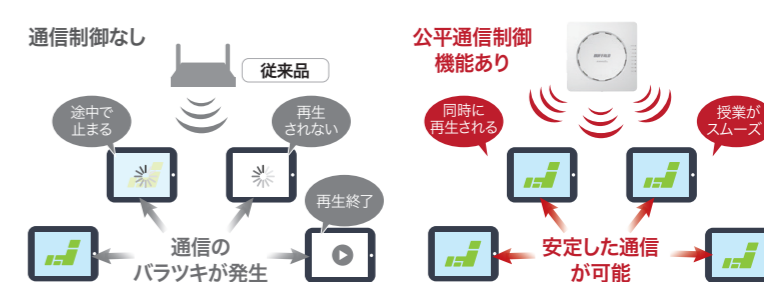 通信制御なし
従来品
途中で
止まる
再生
されない
再生終了
通信の
バラツキが発生
公平通信制御
機能あり
BUFFALO
同時に
再生される
授業が
スムーズ
安定した通信
が可能